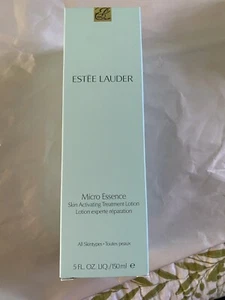 ESTĒE LAUDER
Micro Essence
Skin Activating Treatment Lotion
Lotion experte réparation
All Skintypes • Toutes peaux
5 FL. OZ. LIQ./150 ml ℮